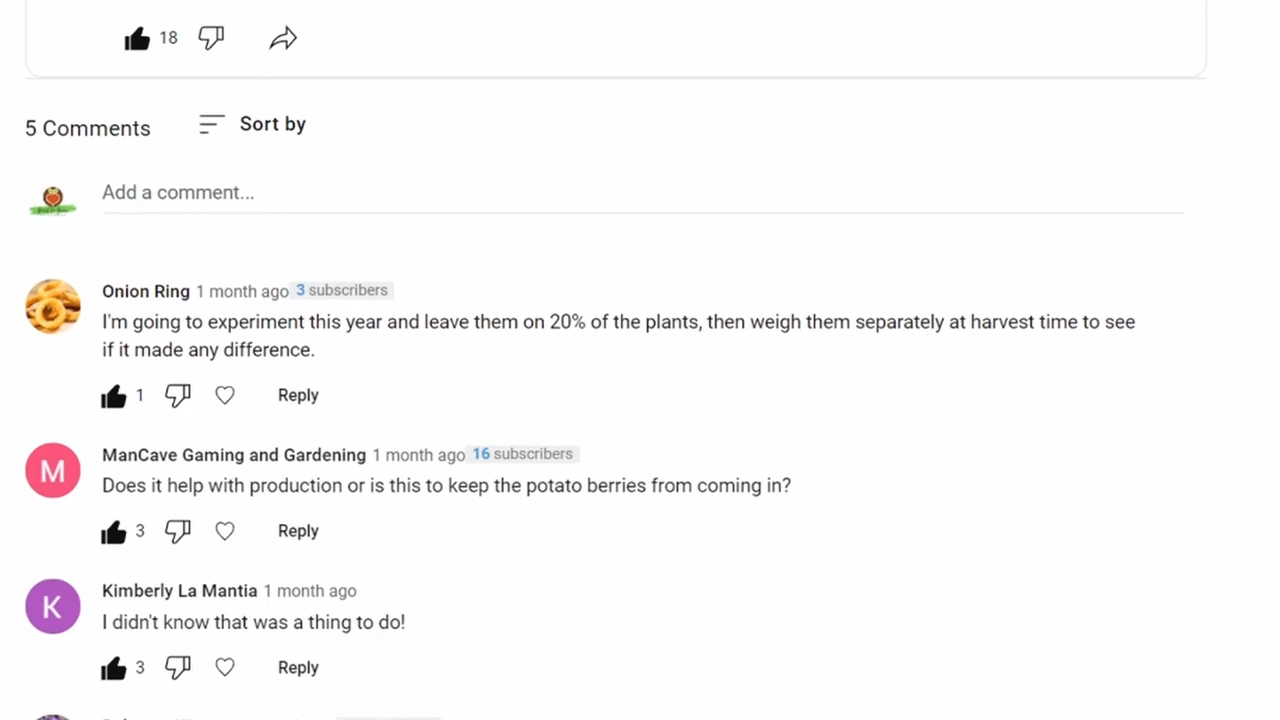 18
5 Comments
Sort by
Add a comment...
Onion Ring 1 month ago 3 subscribers
I'm going to experiment this year and leave them on 20% of the plants, then weigh them separately at harvest time to see
if it made any difference.
1 Reply
M
ManCave Gaming and Gardening 1 month ago 16 subscribers
Does it help with production or is this to keep the potato berries from coming in?
3 Reply
K
Kimberly La Mantia 1 month ago
I didn't know that was a thing to do!
3 Reply